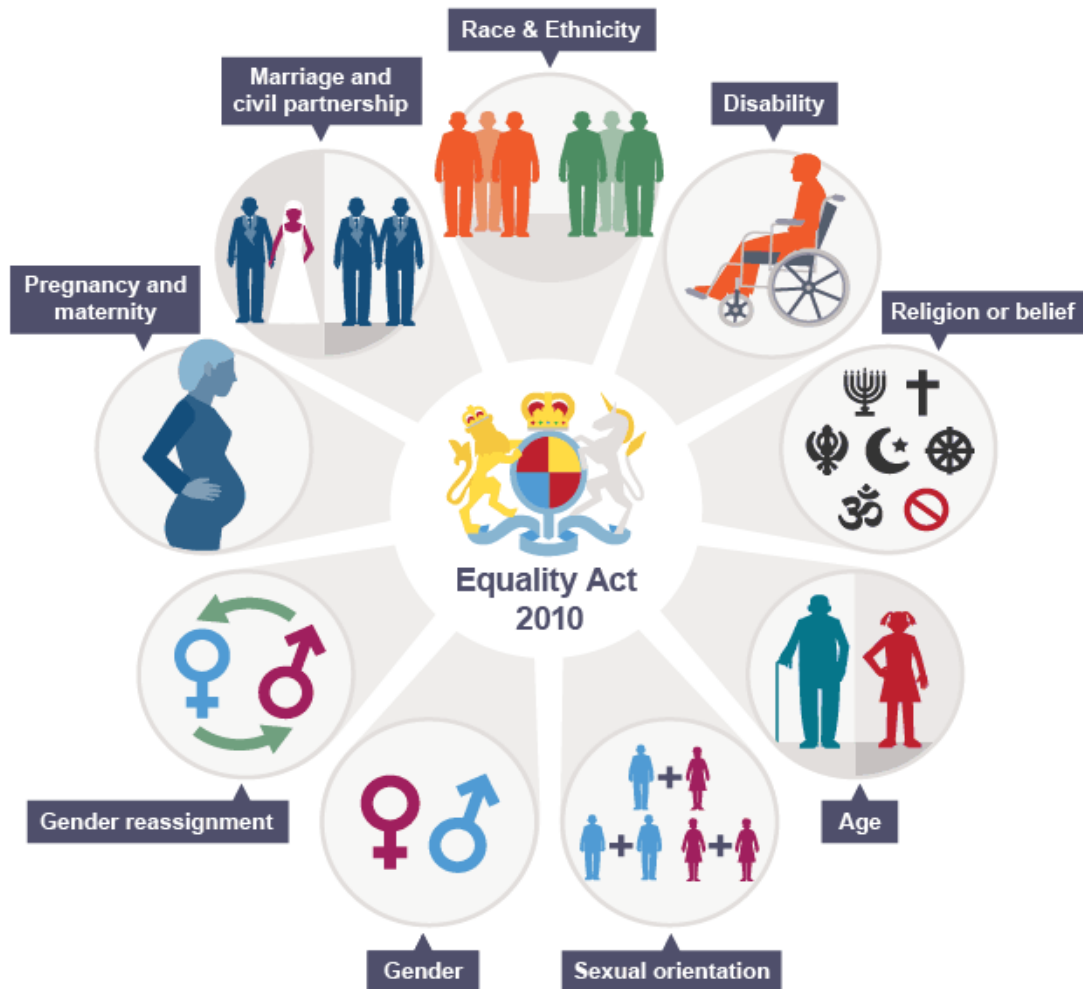 Race & Ethnicity
Marriage and
civil partnership
Disability
Pregnancy and
maternity
Religion or belief
Equality Act
2010
Gender reassignment
Age
Gender
Sexual orientation